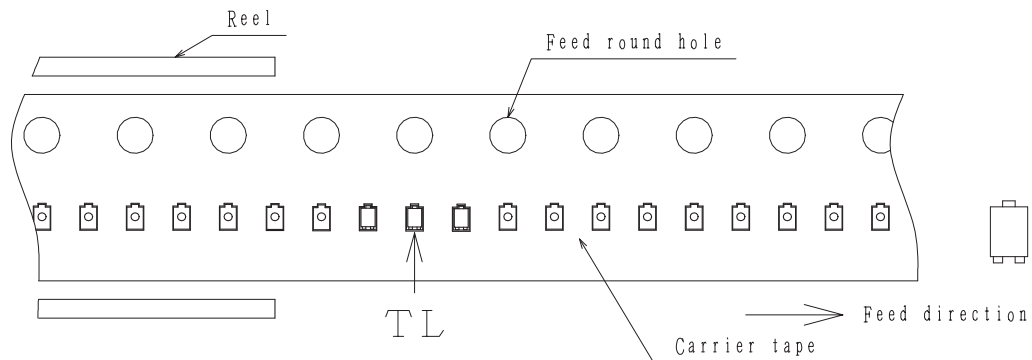 Reel
Feed round hole
TL
Feed direction
Carrier tape